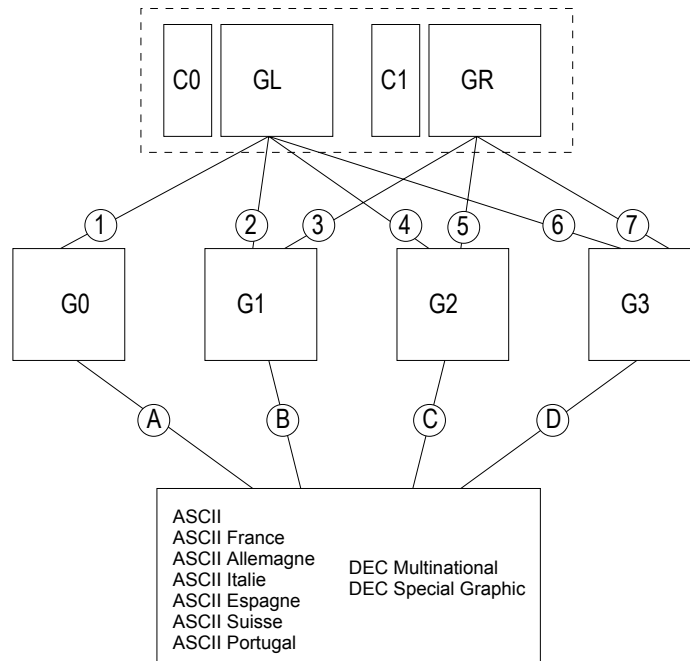 C0 GL C1 GR
1 2 3 4 5 6 7
G0 G1 G2 G3
A B C D
ASCII
ASCII France
ASCII Allemagne
ASCII Italie
ASCII Espagne
ASCII Suisse
ASCII Portugal
DEC Multinational
DEC Special Graphic